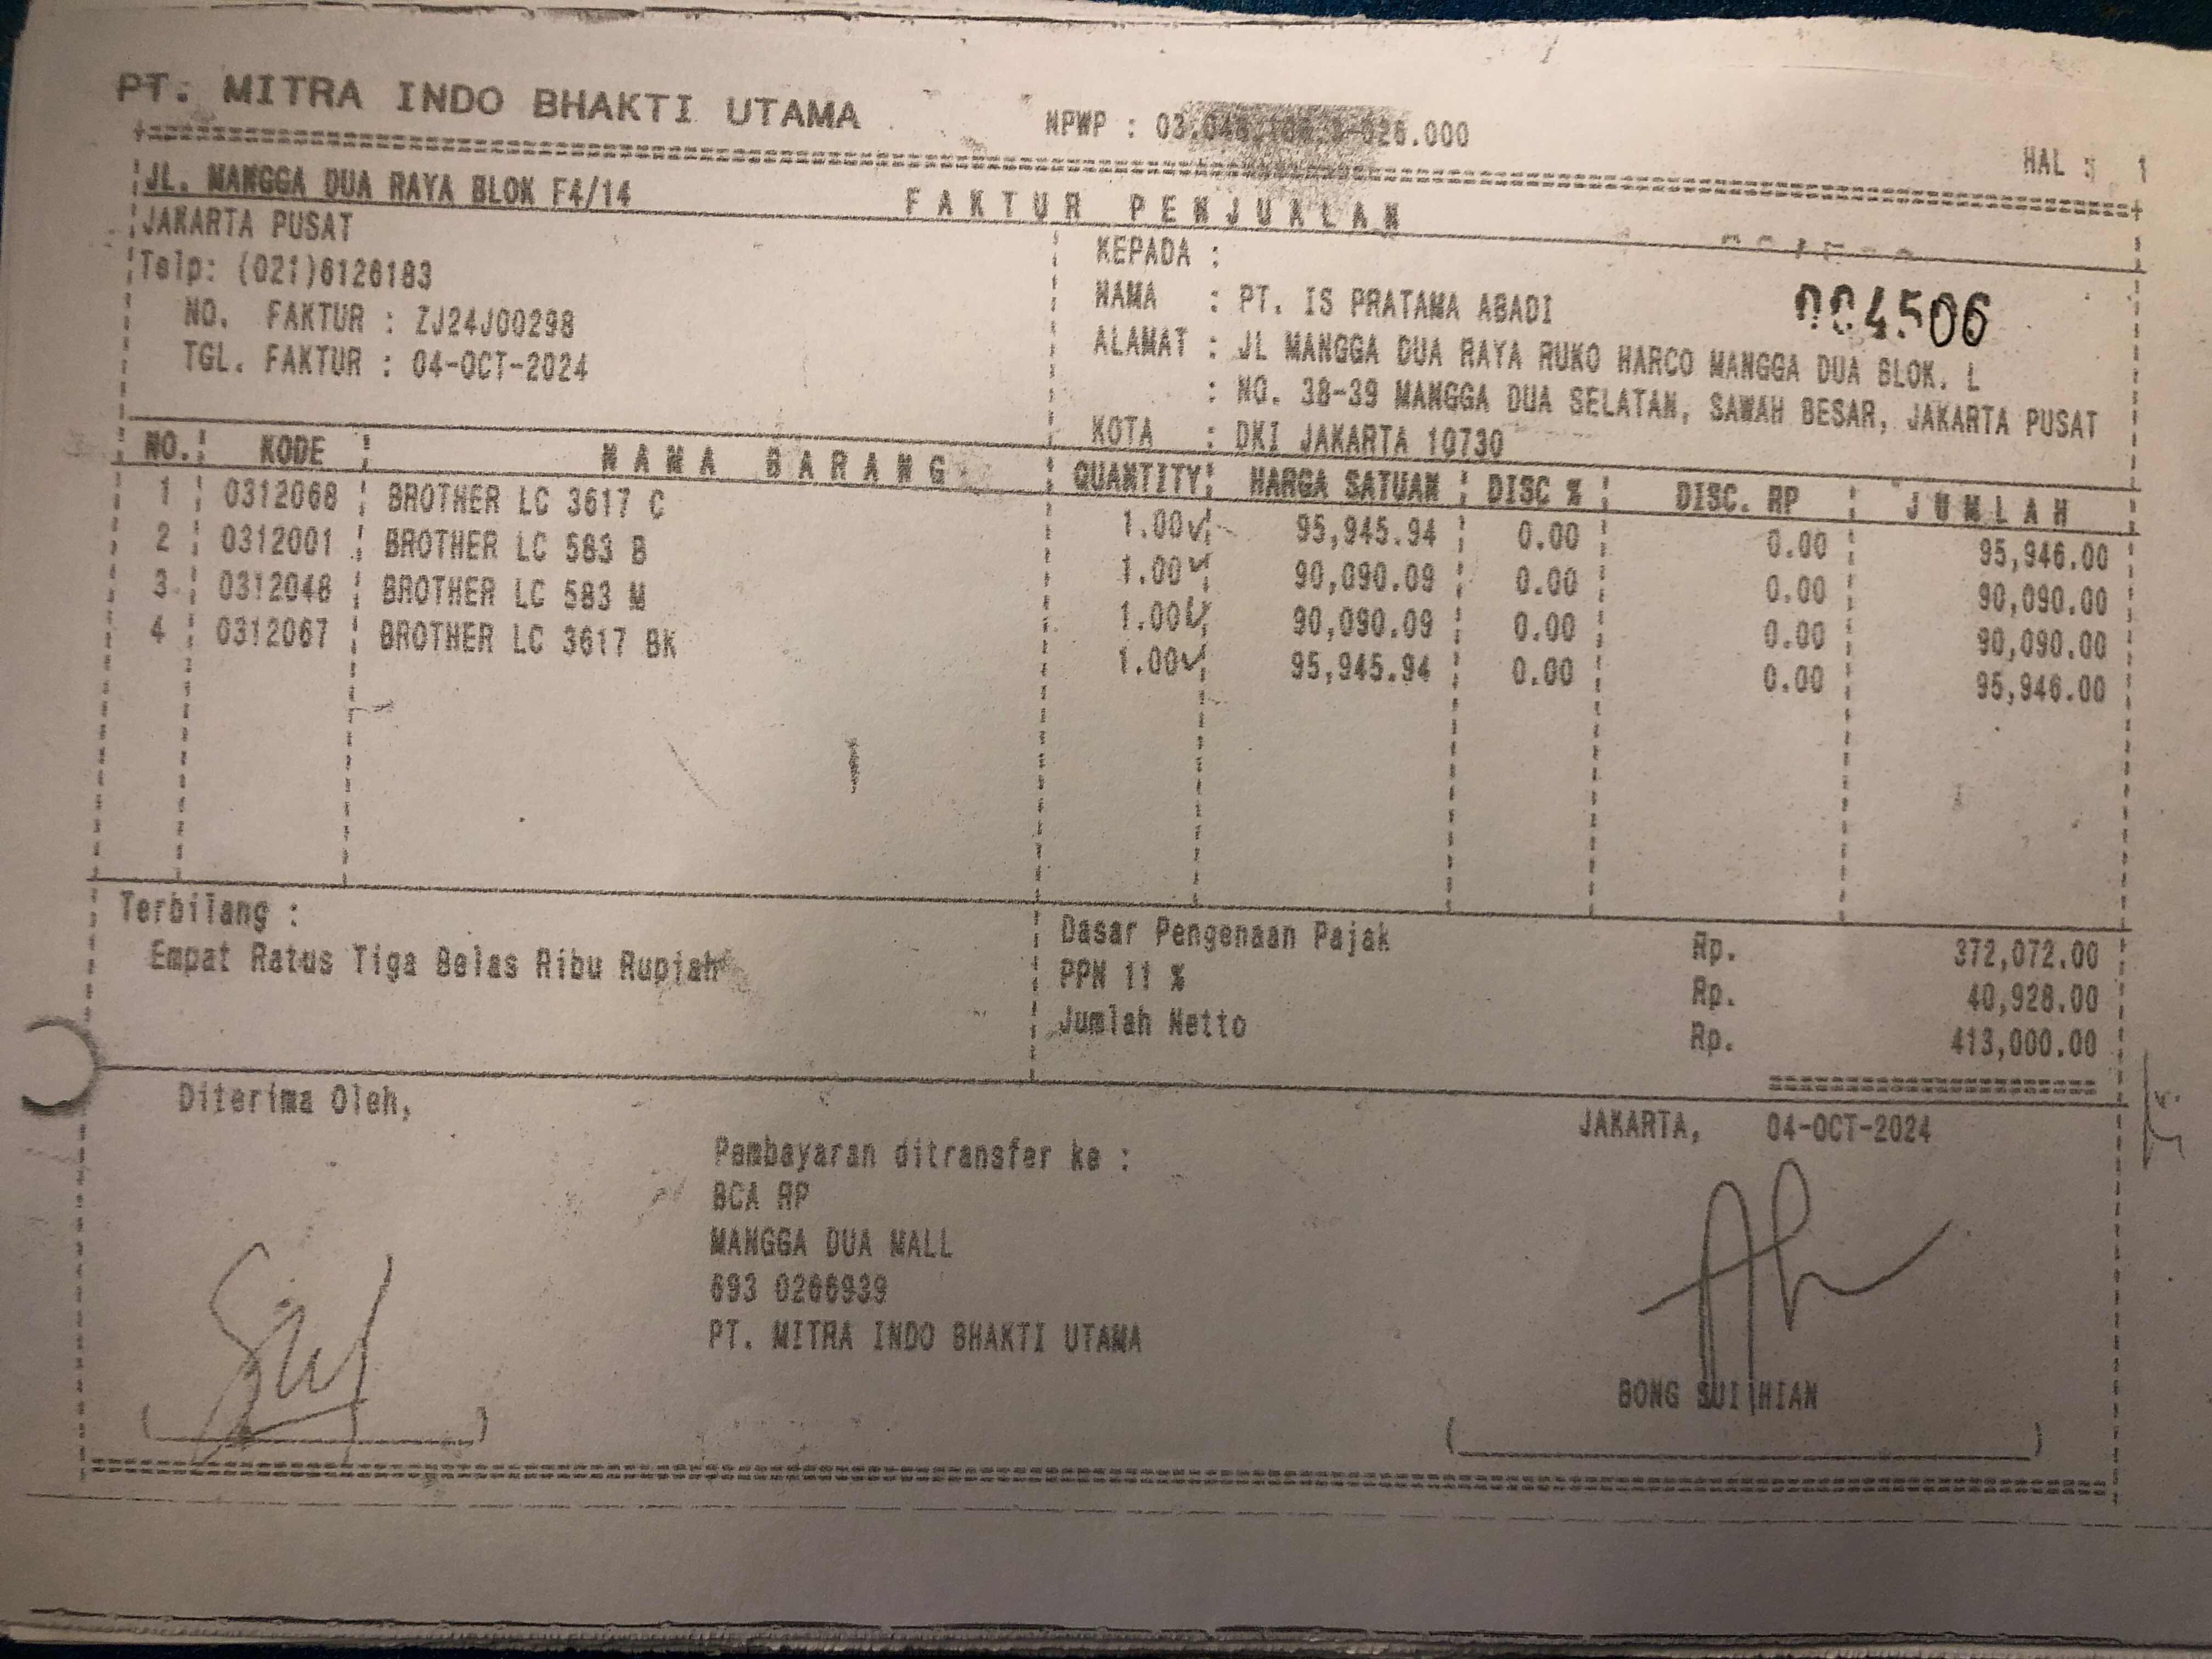 PT. MITRA INDO BHAKTI UTAMA
NPWP :
HAL : 1
JL. MANGGA DUA RAYA BLOK F4/14
FAKTUR PENJUALAN
JAKARTA PUSAT
Telp: (021)6126183
NO. FAKTUR : ZJ24J00298
TGL. FAKTUR : 04-OCT-2024
KEPADA :
NAMA : PT. IS PRATAMA ABADI
004506
ALAMAT : JL MANGGA DUA RAYA RUKO HARCO MANGGA DUA BLOK. L
: NO. 38-39 MANGGA DUA SELATAN, SAWAH BESAR, JAKARTA PUSAT
KOTA : DKI JAKARTA 10730
NO. KODE NAMA BARANG QUANTITY HARGA SATUAN DISC % DISC. RP JUMLAH
1 0312068 BROTHER LC 3617 C 1.00 95,945.94 0.00 0.00 95,946.00
2 0312001 BROTHER LC 583 B 1.00 90,090.09 0.00 0.00 90,090.00
3 0312048 BROTHER LC 583 M 1.00 90,090.09 0.00 0.00 90,090.00
4 0312067 BROTHER LC 3617 BK 1.00 95,945.94 0.00 0.00 95,946.00
Terbilang :
Empat Ratus Tiga Belas Ribu Rupiah
Dasar Pengenaan Pajak Rp. 372,072.00
PPN 11 % Rp. 40,928.00
Jumlah Netto Rp. 413,000.00
Diterima Oleh,
Pembayaran ditransfer ke :
BCA RP
MANGGA DUA MALL
693 0266939
PT. MITRA INDO BHAKTI UTAMA
JAKARTA, 04-OCT-2024
BONG SUI HIAN